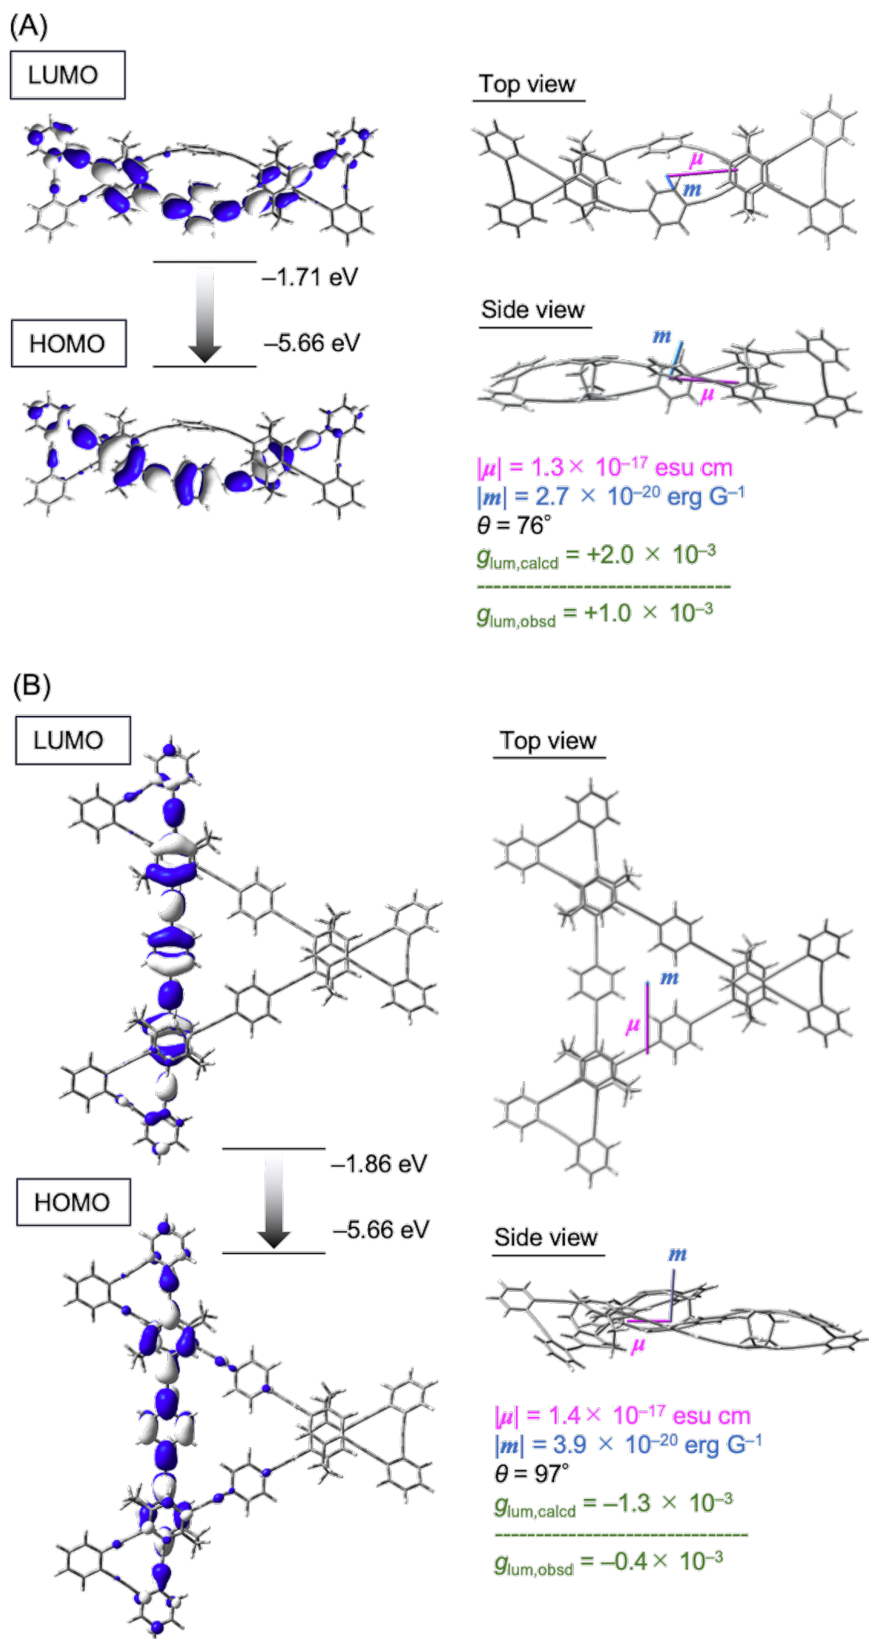 (A)
LUMO
–1.71 eV
HOMO
–5.66 eV
Top view
μ
m
Side view
m
μ
|μ| = 1.3 × 10⁻¹⁷ esu cm
|m| = 2.7 × 10⁻²⁰ erg G⁻¹
θ = 76°
glum,calcd = +2.0 × 10⁻³
-------------------------------
glum,obsd = +1.0 × 10⁻³
(B)
LUMO
–1.86 eV
HOMO
–5.66 eV
Top view
m
μ
Side view
m
μ
|μ| = 1.4 × 10⁻¹⁷ esu cm
|m| = 3.9 × 10⁻²⁰ erg G⁻¹
θ = 97°
glum,calcd = –1.3 × 10⁻³
-------------------------------
glum,obsd = –0.4 × 10⁻³